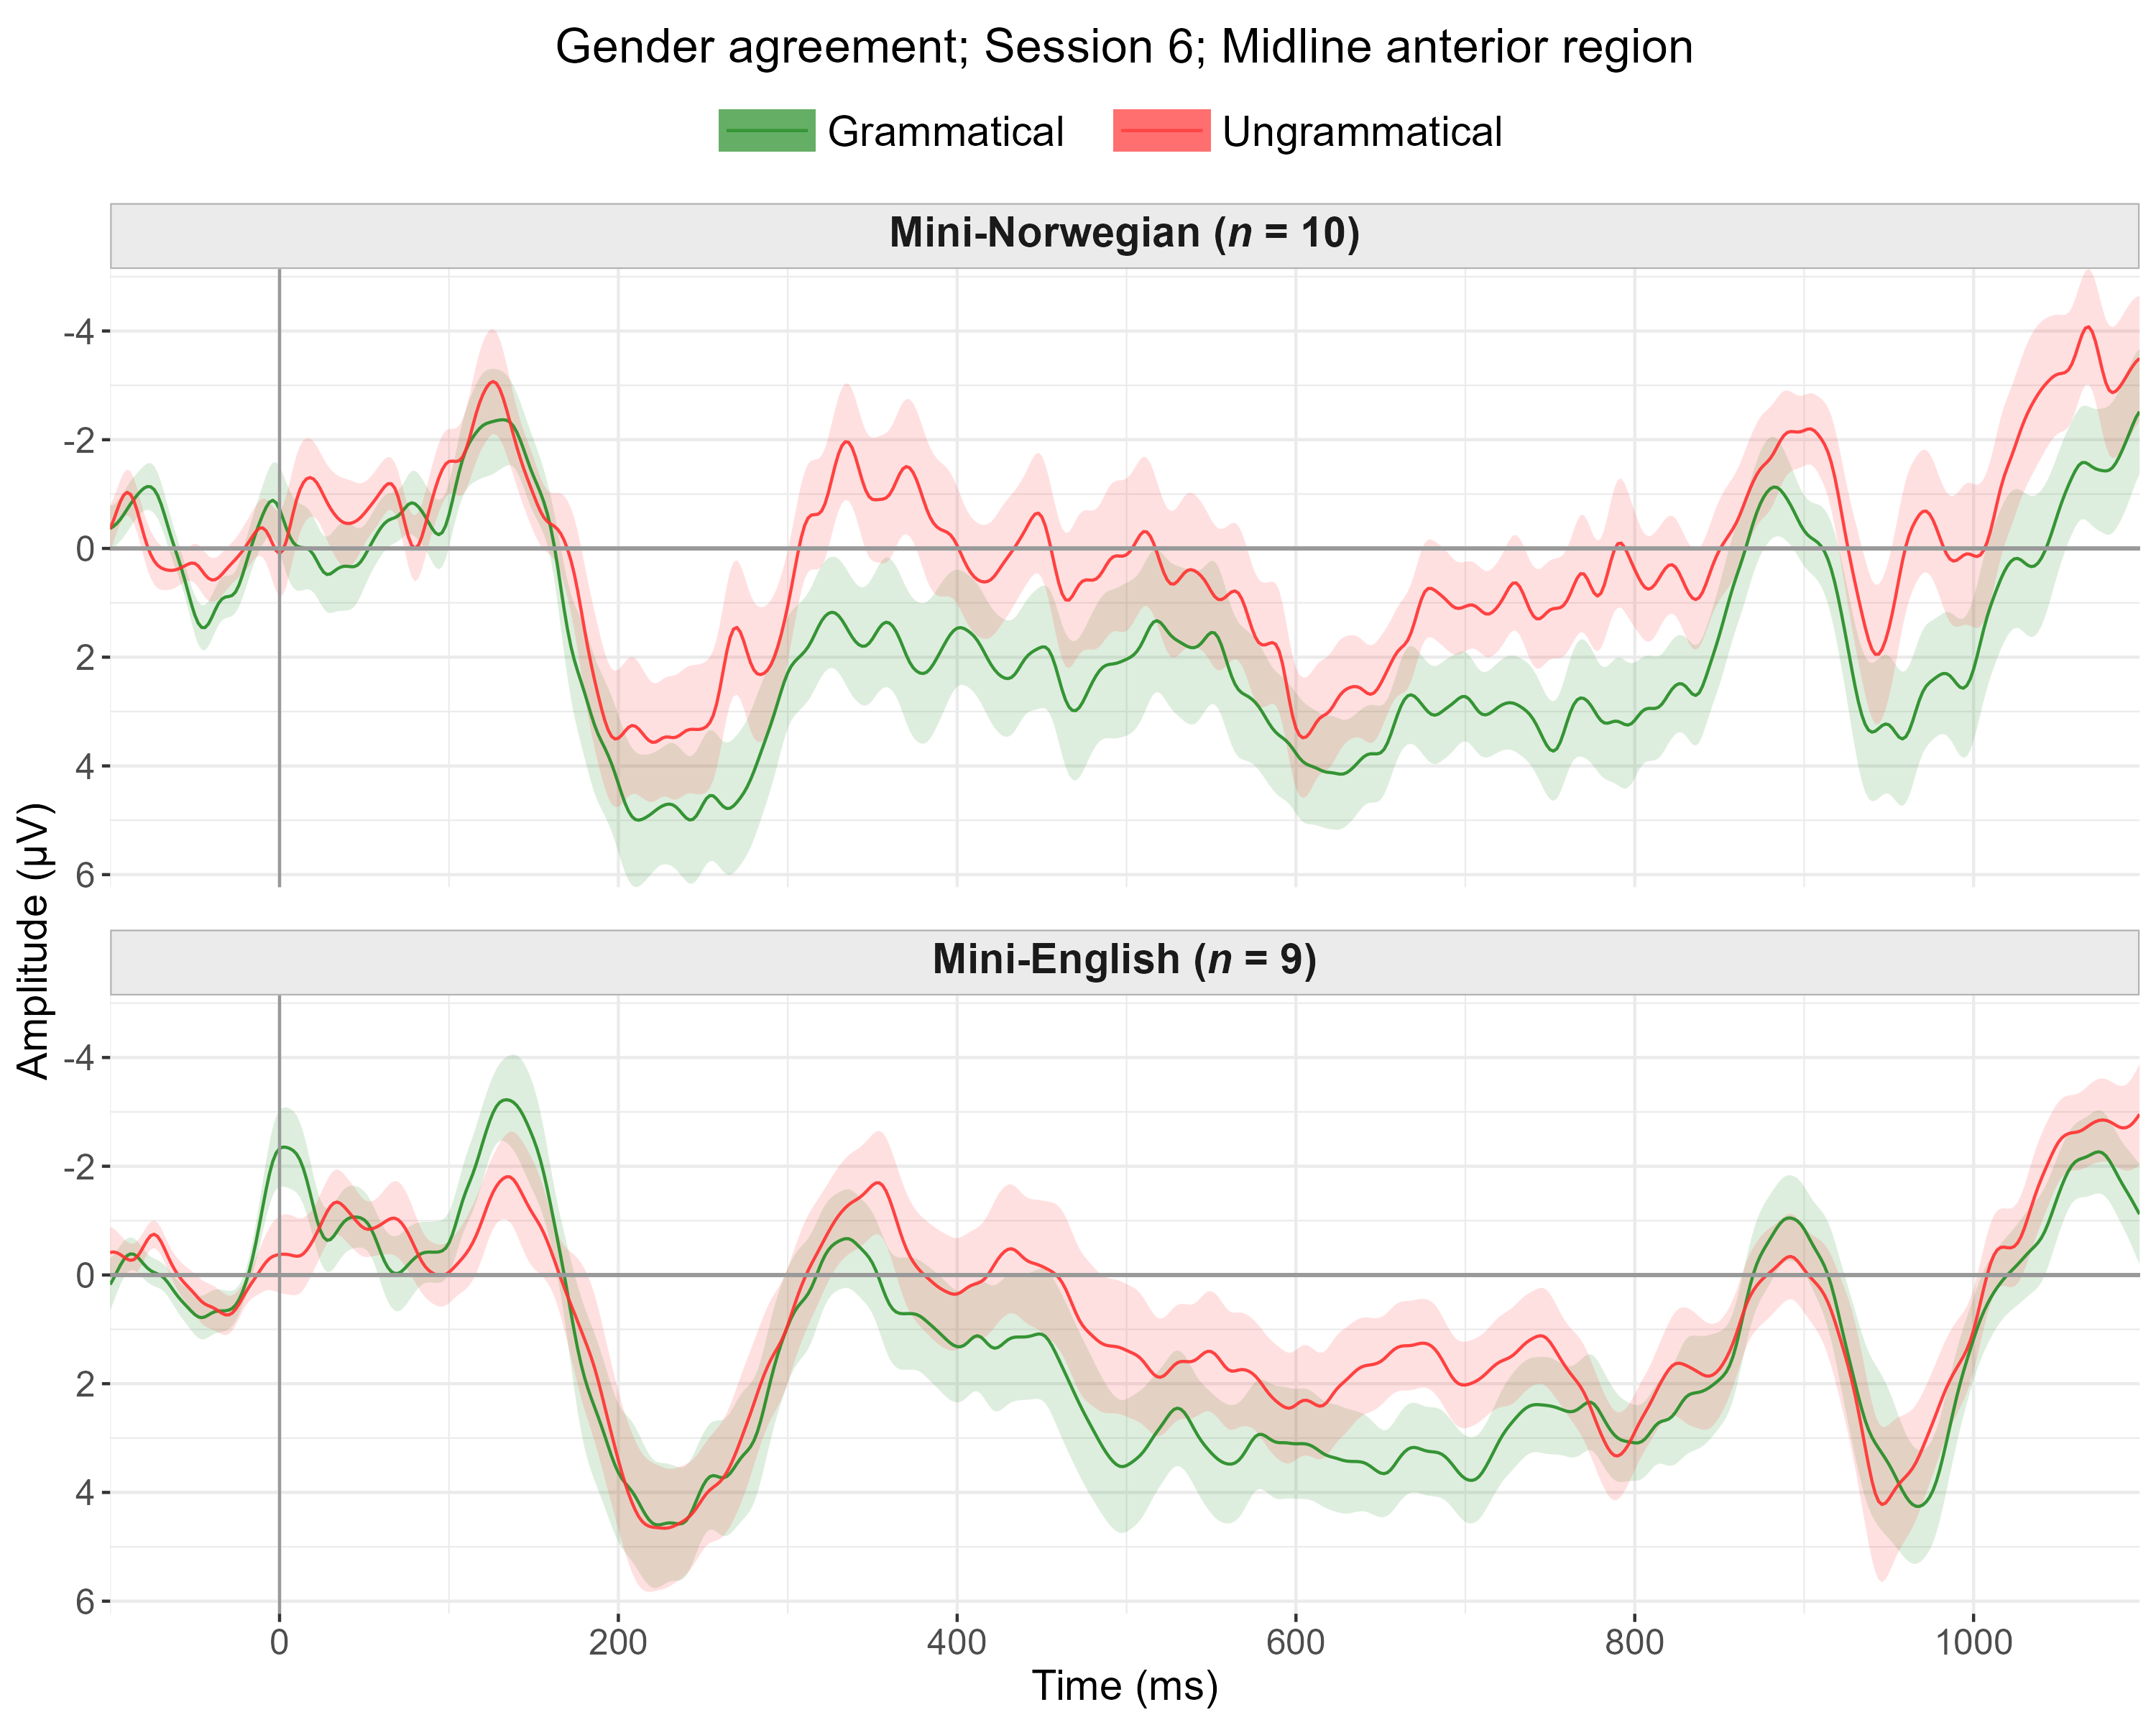 Gender agreement; Session 6; Midline anterior region
Grammatical
Ungrammatical
Mini-Norwegian (n = 10)
-4
-2
0
2
4
6
Amplitude (µV)
Mini-English (n = 9)
-4
-2
0
2
4
6
0 200 400 600 800 1000
Time (ms)